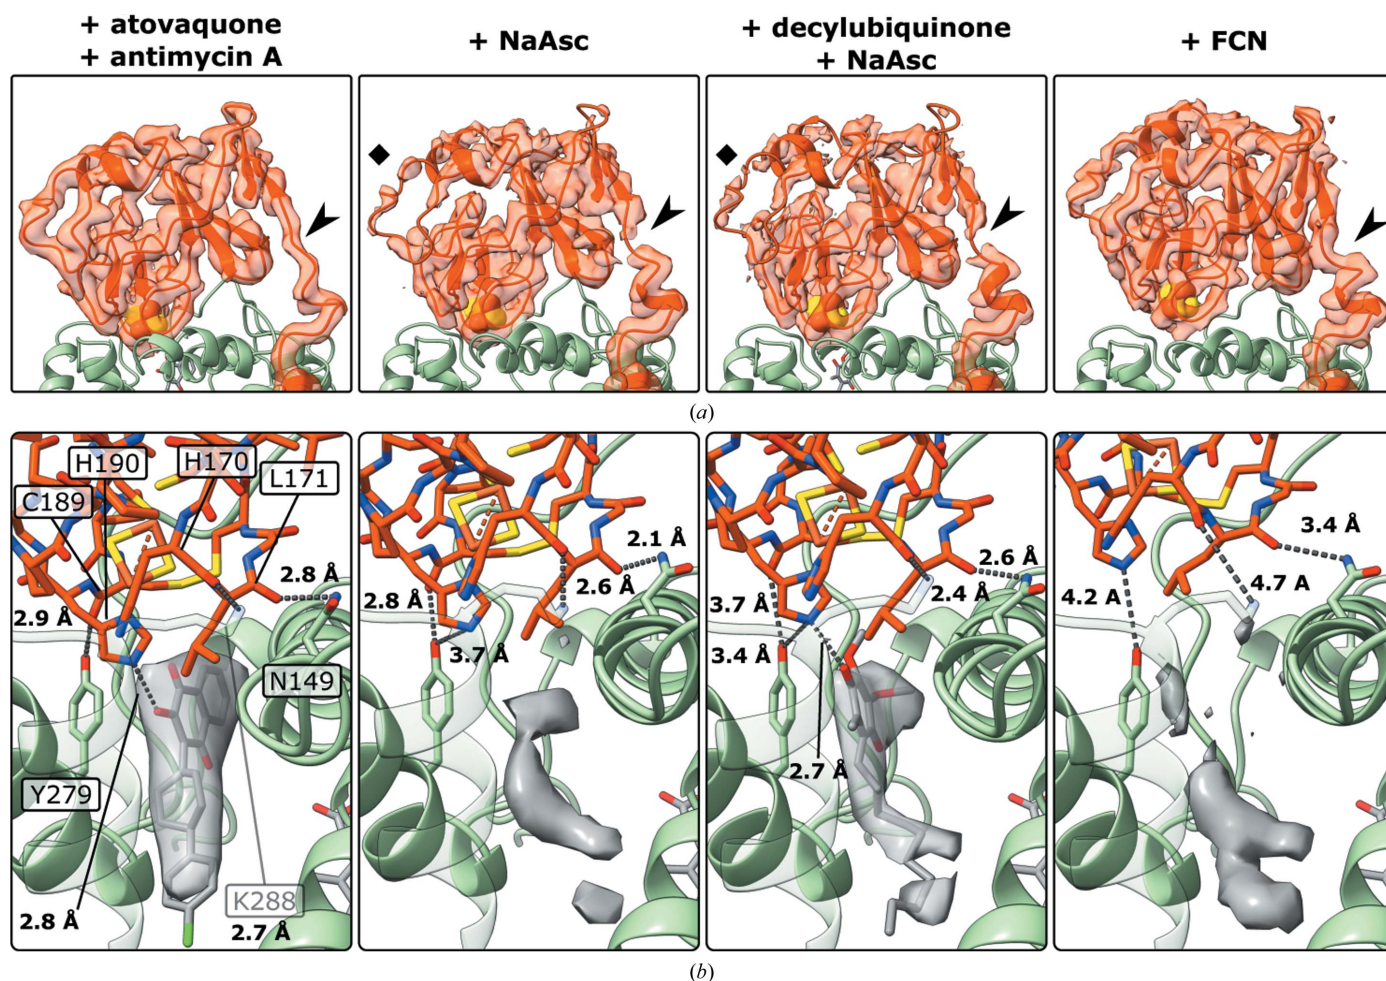 + atovaquone
+ antimycin A
+ NaAsc
+ decylubiquinone
+ NaAsc
+ FCN
(a)
H190
H170
C189
L171
2.8 Å
2.9 Å
N149
Y279
K288
2.8 Å
2.7 Å
2.1 Å
2.8 Å
2.6 Å
3.7 Å
2.6 Å
3.7 Å
2.4 Å
3.4 Å
2.7 Å
3.4 Å
4.2 A
4.7 A
(b)